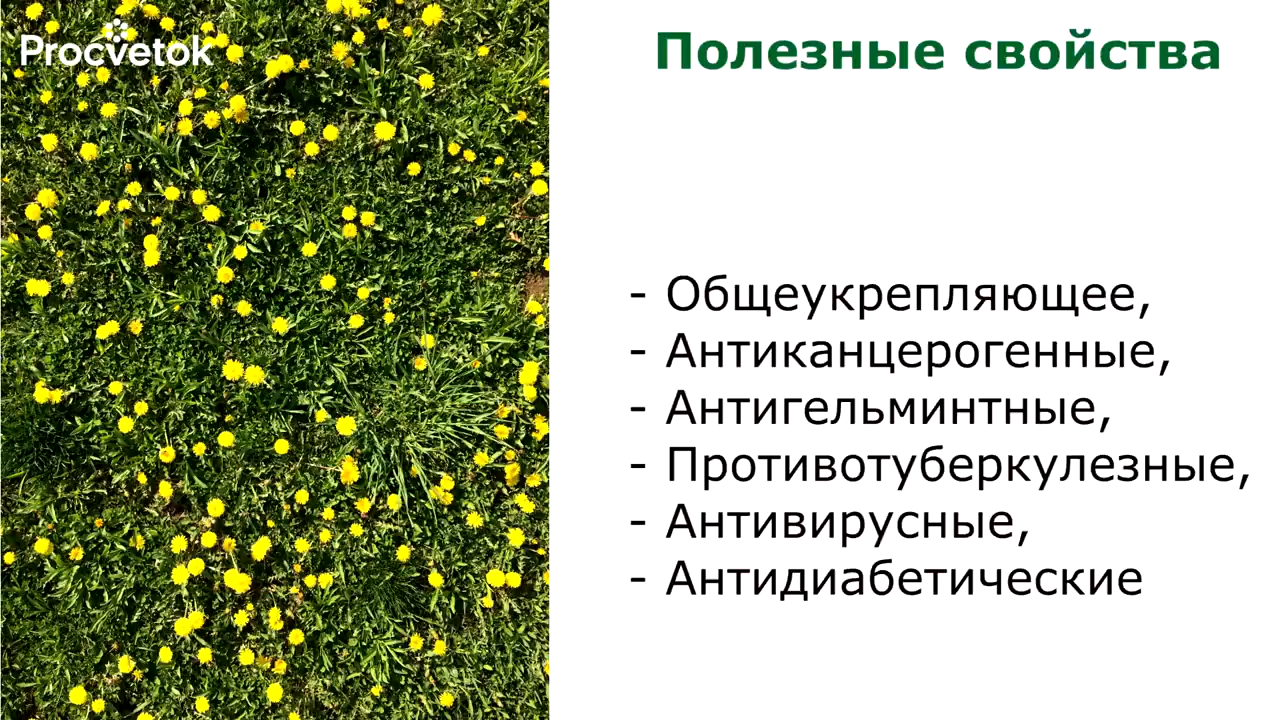 Procvetok
Полезные свойства
- Общеукрепляющее,
- Антиканцерогенные,
- Антигельминтные,
- Противотуберкулезные,
- Антивирусные,
- Антидиабетические